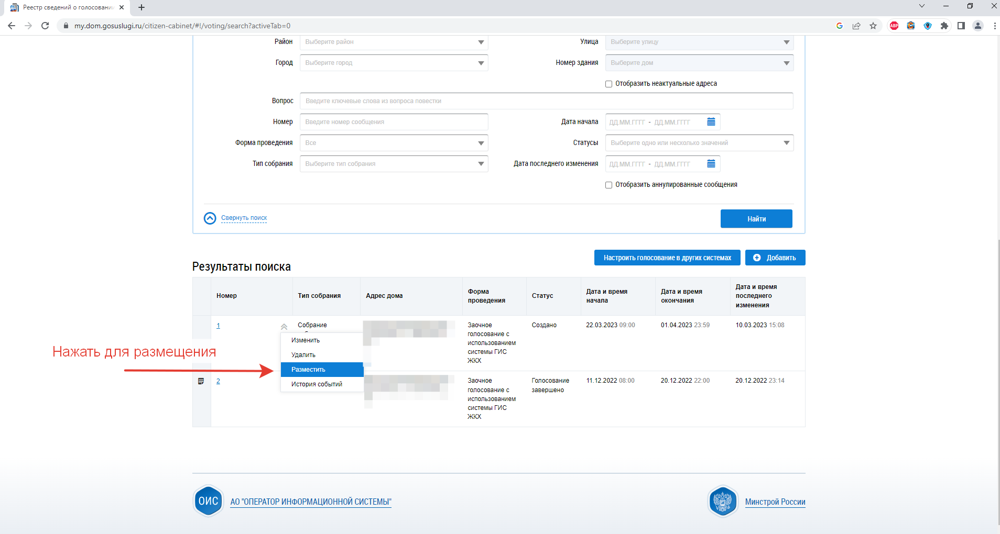 Реестр сведений о голосовани
my.dom.gosuslugi.ru/citizen-cabinet/#!/voting/search?activeTab=0
ABP
Район
Выберите район
Улица
Выберите улицу
Город
Выберите город
Номер здания
Выберите дом
Отобразить неактуальные адреса
Вопрос
Введите ключевые слова из вопроса повестки
Номер
Введите номер сообщения
Дата начала
ДД.ММ.ГГГГ - ДД.ММ.ГГГГ
Форма проведения
Все
Статусы
Выберите одно или несколько значений
Тип собрания
Выберите тип собрания
Дата последнего изменения
ДД.ММ.ГГГГ - ДД.ММ.ГГГГ
Отобразить аннулированные сообщения
Свернуть поиск
Найти
Результаты поиска
Настроить голосование в других системах
Добавить
Номер
Тип собрания
Адрес дома
Форма
проведения
Статус
Дата и время
начала
Дата и время
окончания
Дата и время
последнего
изменения
1
Собрание
Заочное
голосование с
использованием
системы ГИС
ЖКХ
Создано
22.03.2023 09:00
01.04.2023 23:59
10.03.2023 15:08
Изменить
Удалить
Разместить
История событий
Нажать для размещения
2
Заочное
голосование с
использованием
системы ГИС
ЖКХ
Голосование
завершено
11.12.2022 08:00
20.12.2022 22:00
20.12.2022 23:14
ОИС
АО "ОПЕРАТОР ИНФОРМАЦИОННОЙ СИСТЕМЫ"
Минстрой России